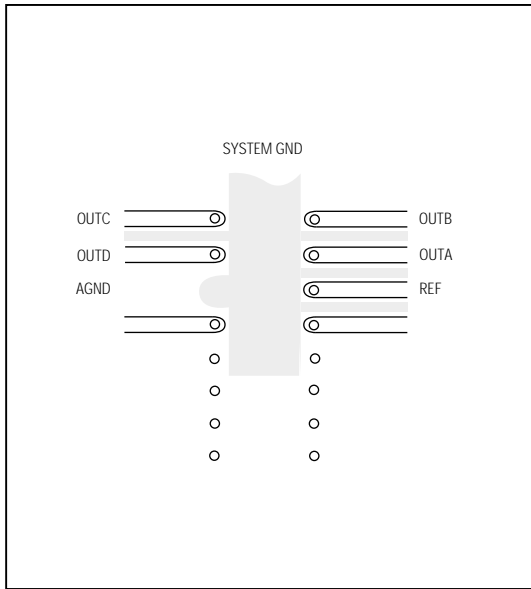 SYSTEM GND
OUTC
OUTB
OUTD
OUTA
AGND
REF